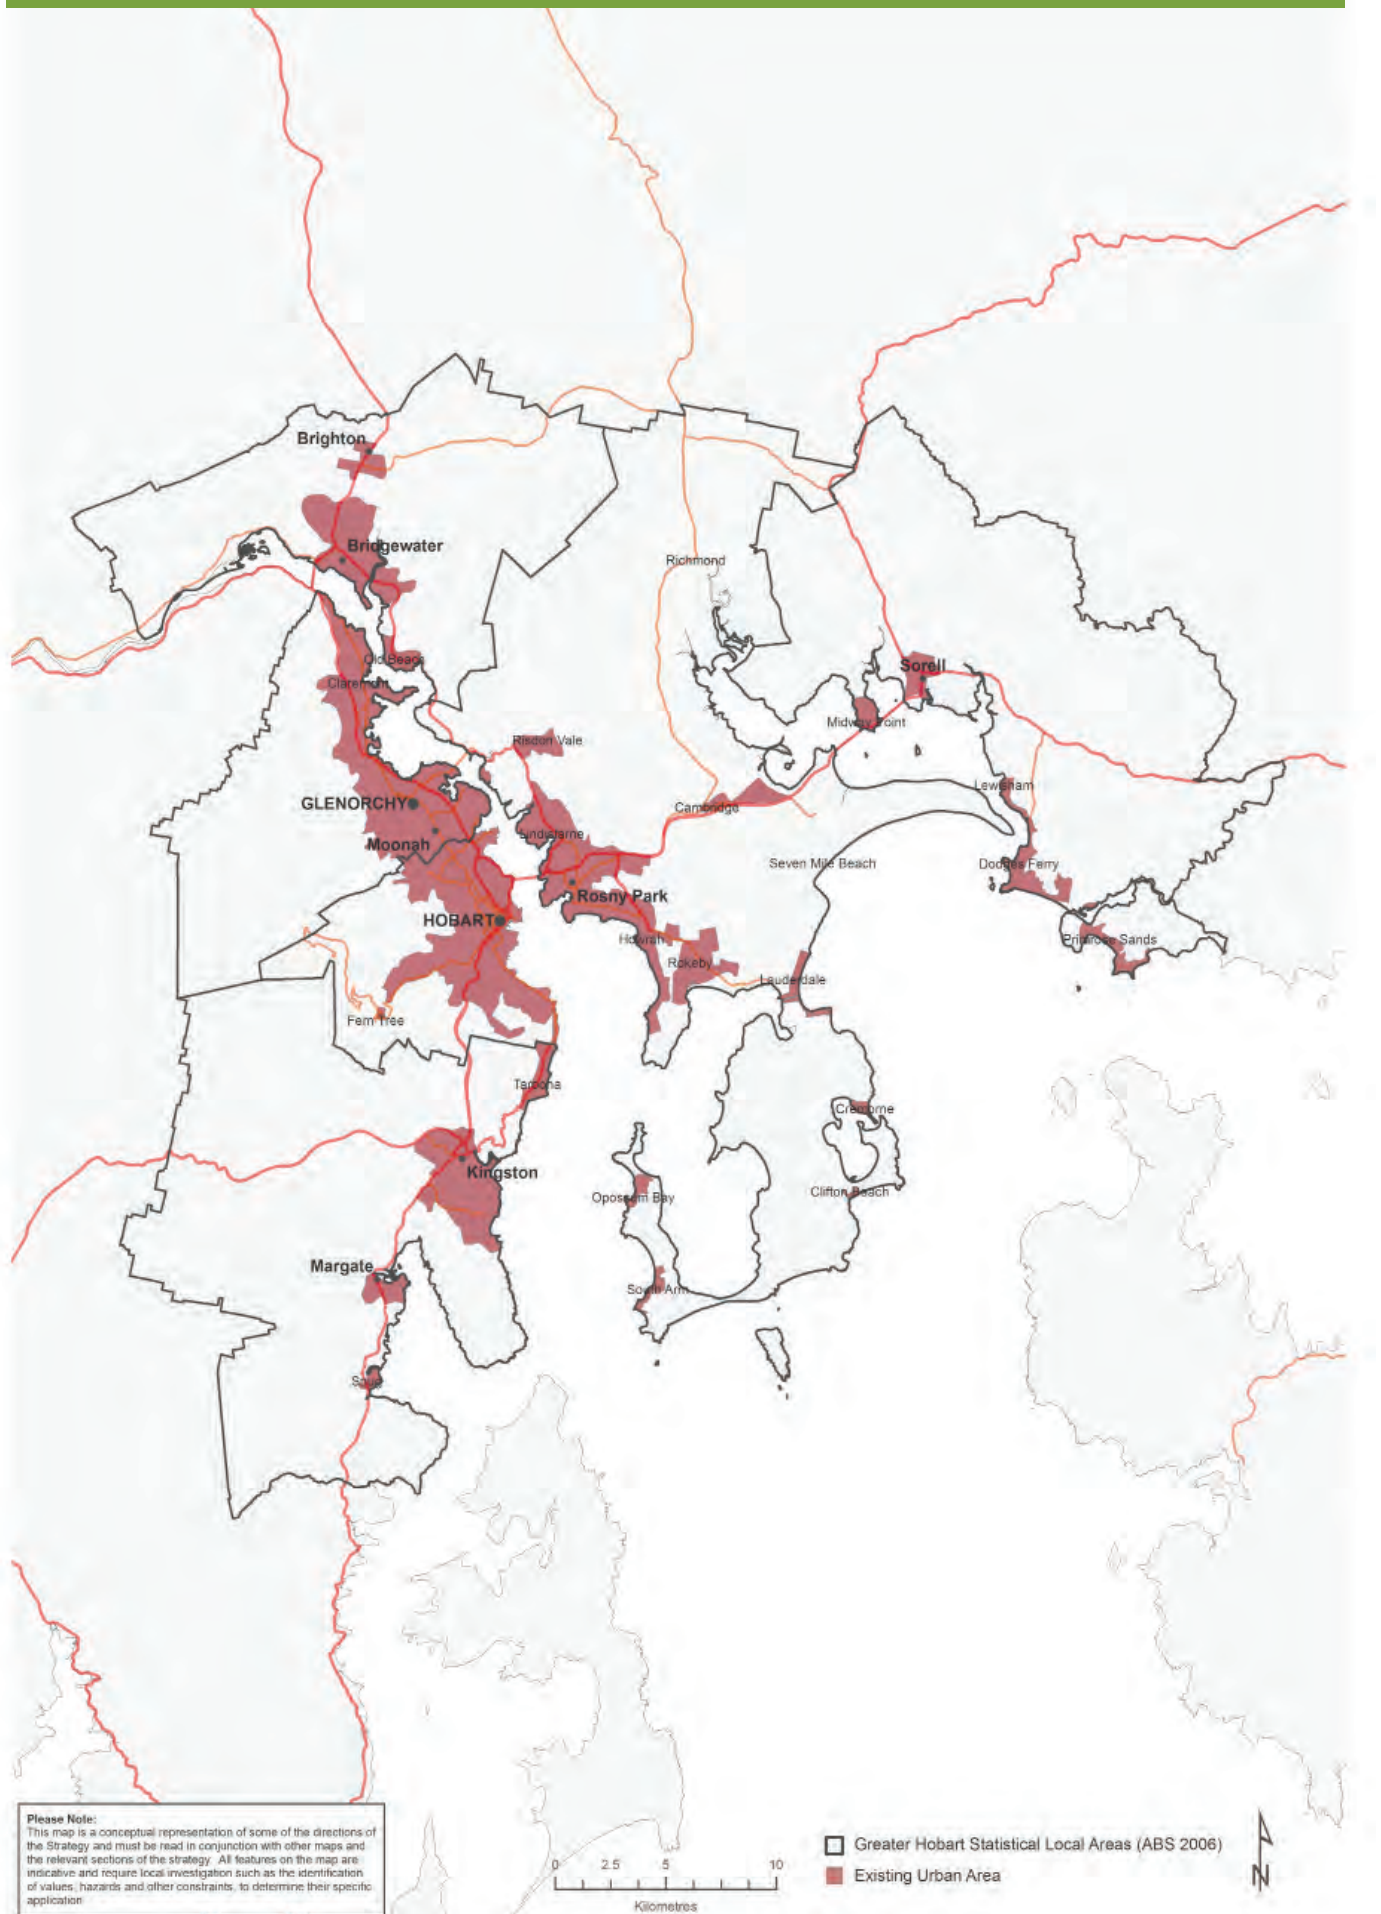 Brighton
Bridgewater
Richmond
Old Beach
Sorell
Claremont
Midway Point
Risdon Vale
Lewisham
GLENORCHY
Cambridge
Lindisfarne
Moonah
Seven Mile Beach
Dodges Ferry
Rosny Park
HOBART
Howrah
Primrose Sands
Rokeby
Lauderdale
Fern Tree
Taroona
Cremorne
Kingston
Opossum Bay
Clifton Beach
Margate
South Arm
Snug
Please Note:
This map is a conceptual representation of some of the directions of
the Strategy and must be read in conjunction with other maps and
the relevant sections of the strategy. All features on the map are
indicative and require local investigation such as the identification
of values, hazards and other constraints, to determine their specific
application
0 2.5 5 10
Kilometres
Greater Hobart Statistical Local Areas (ABS 2006)
Existing Urban Area
N